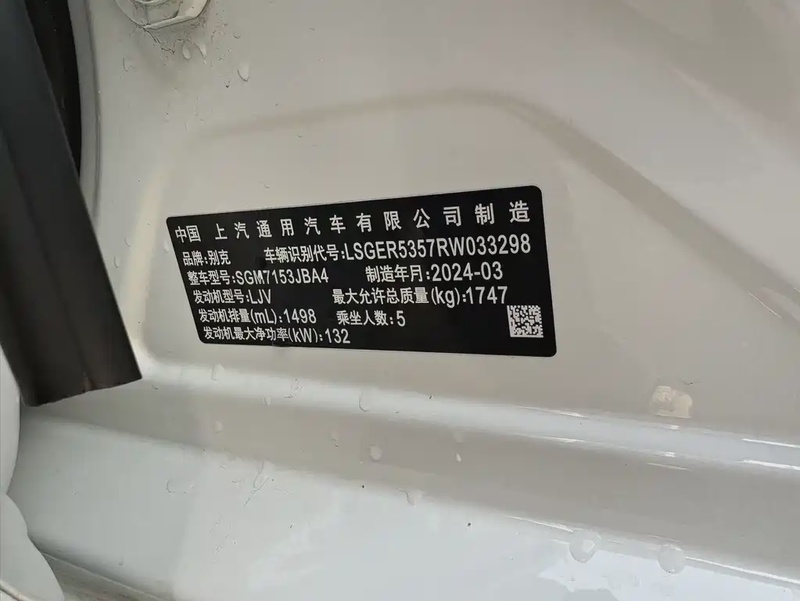 中国 上汽通用汽车有限公司制造
品牌:别克 车辆识别代号:LSGER5357RW033298
整车型号:SGM7153JBA4 制造年月:2024-03
发动机型号:LJV 最大允许总质量(kg):1747
发动机排量(mL):1498 乘坐人数:5
发动机最大净功率(kW):132